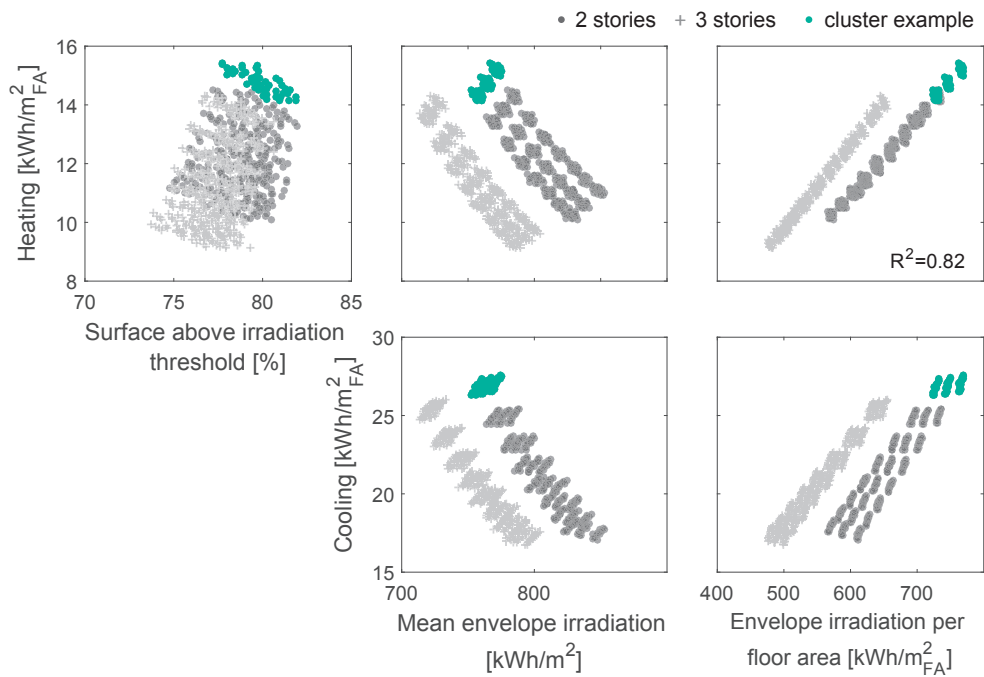 2 stories
3 stories
cluster example
Heating [kWh/m²FA]
16
14
12
10
8
70
75
80
85
Surface above irradiation
threshold [%]
R²=0.82
Cooling [kWh/m²FA]
30
25
20
15
700
800
Mean envelope irradiation
[kWh/m²]
400
500
600
700
Envelope irradiation per
floor area [kWh/m²FA]